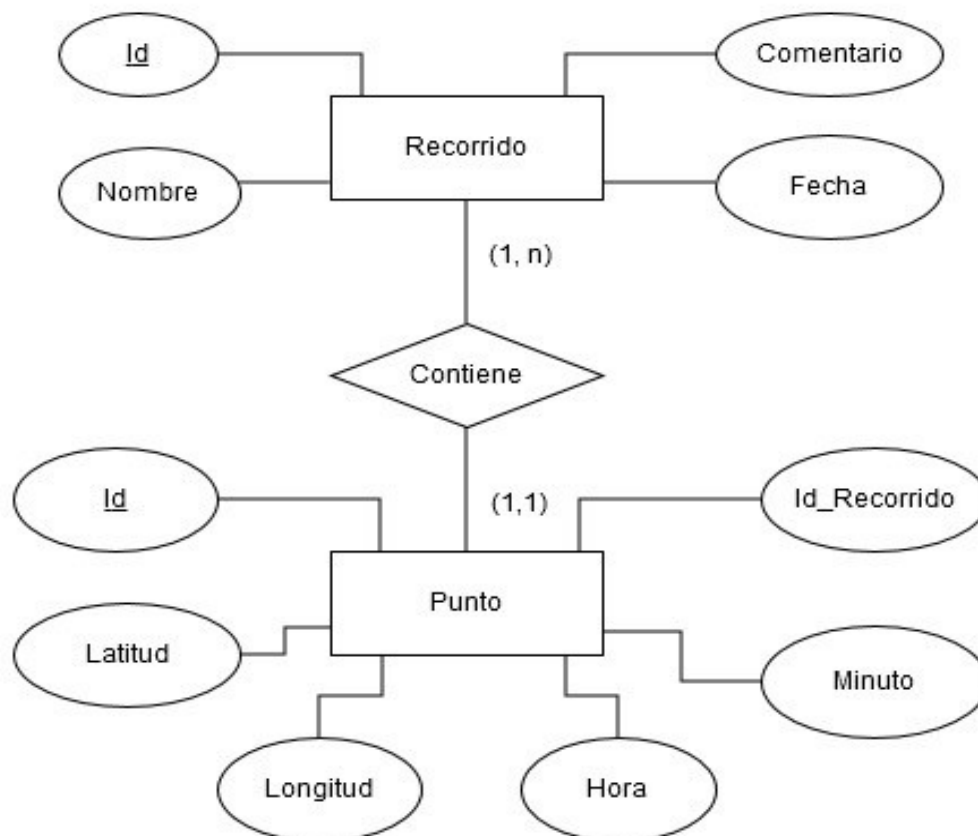 Id
Comentario
Recorrido
Nombre
Fecha
(1, n)
Contiene
Id
(1,1)
Id_Recorrido
Punto
Latitud
Minuto
Longitud
Hora